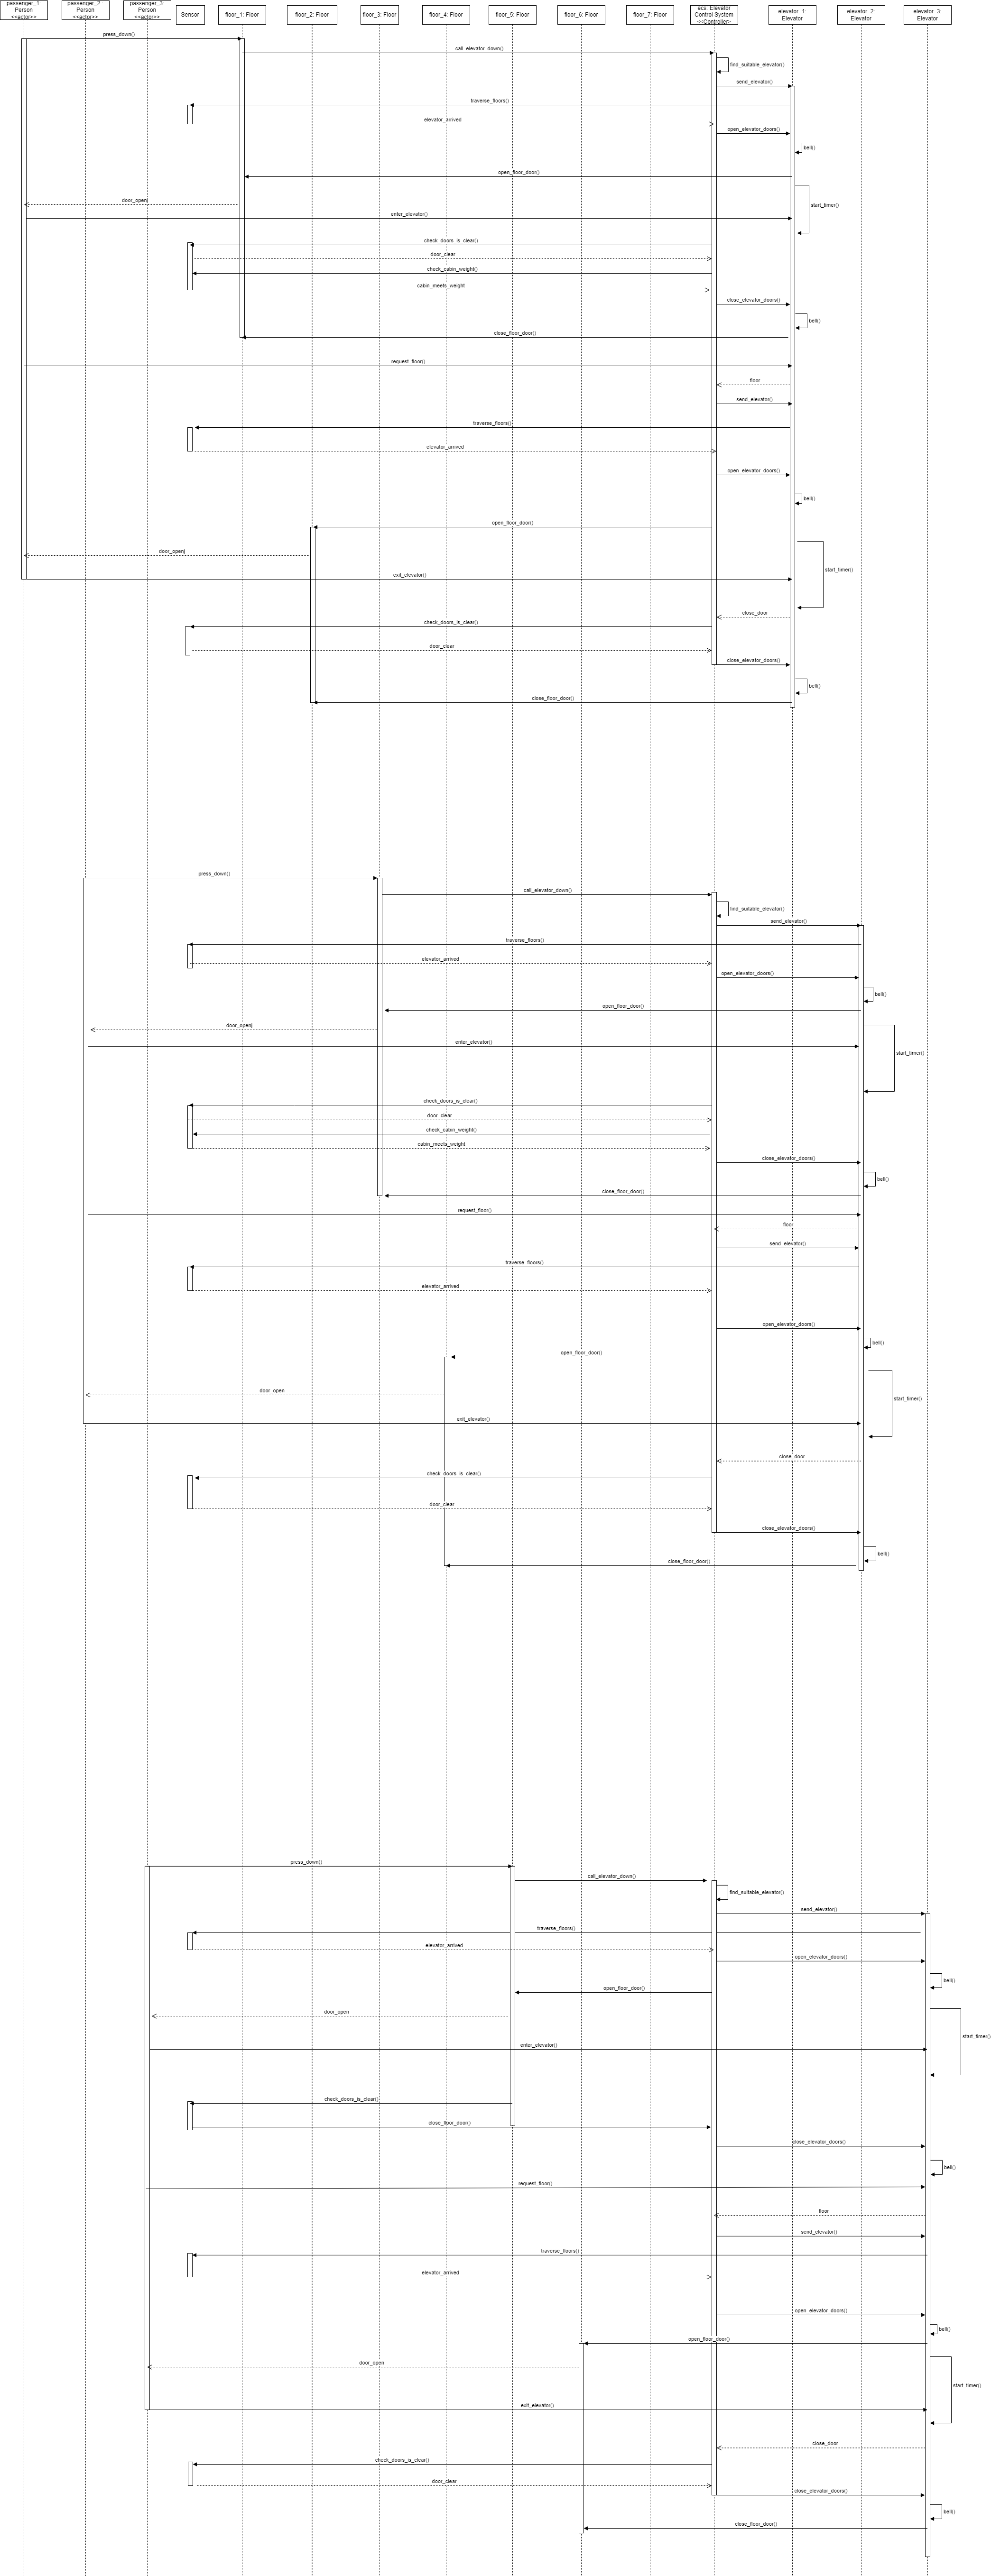 passenger_1:
Person
<<actor>>
passenger_2:
Person
<<actor>>
passenger_3:
Person
<<actor>>
Sensor
floor_1: Floor
floor_2: Floor
floor_3: Floor
floor_4: Floor
floor_5: Floor
floor_6: Floor
floor_7: Floor
ecs: Elevator
Control System
<<Controller>
elevator_1:
Elevator
elevator_2:
Elevator
elevator_3:
Elevator
press_down()
call_elevator_down()
find_suitable_elevator()
send_elevator()
traverse_floors()
elevator_arrived
open_elevator_doors()
bell()
open_floor_door()
door_openj
start_timer()
enter_elevator()
check_doors_is_clear()
door_clear
check_cabin_weight()
cabin_meets_weight
close_elevator_doors()
bell()
close_floor_door()
request_floor()
floor
send_elevator()
traverse_floors()
elevator_arrived
open_elevator_doors()
bell()
open_floor_door()
door_openj
start_timer()
exit_elevator()
close_door
check_doors_is_clear()
door_clear
close_elevator_doors()
bell()
close_floor_door()
press_down()
call_elevator_down()
find_suitable_elevator()
send_elevator()
traverse_floors()
elevator_arrived
open_elevator_doors()
bell()
open_floor_door()
door_openj
enter_elevator()
start_timer()
check_doors_is_clear()
door_clear
check_cabin_weight()
cabin_meets_weight
close_elevator_doors()
bell()
close_floor_door()
request_floor()
floor
send_elevator()
traverse_floors()
elevator_arrived
open_elevator_doors()
bell()
open_floor_door()
door_open
start_timer()
exit_elevator()
close_door
check_doors_is_clear()
door_clear
close_elevator_doors()
bell()
close_floor_door()
press_down()
call_elevator_down()
find_suitable_elevator()
send_elevator()
traverse_floors()
elevator_arrived
open_elevator_doors()
bell()
open_floor_door()
door_open
start_timer()
enter_elevator()
check_doors_is_clear()
close_floor_door()
close_elevator_doors()
bell()
request_floor()
floor
send_elevator()
traverse_floors()
elevator_arrived
open_elevator_doors()
bell()
open_floor_door()
door_open
start_timer()
exit_elevator()
close_door
check_doors_is_clear()
door_clear
close_elevator_doors()
bell()
close_floor_door()